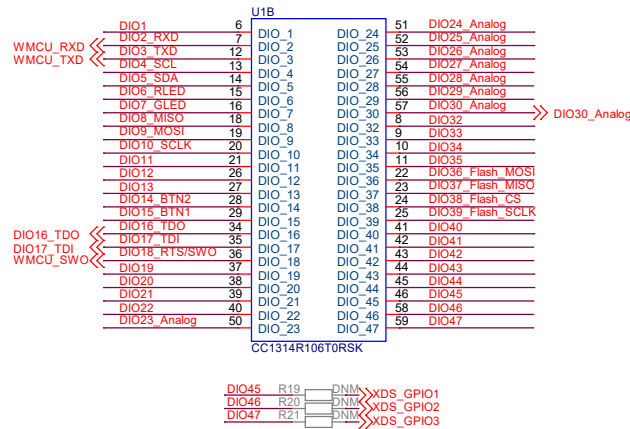 U1B
DIO1 6 DIO_1 DIO_24 51 DIO24_Analog
WMCU_RXD DIO2_RXD 7 DIO_2 DIO_25 52 DIO25_Analog
WMCU_TXD DIO3_TXD 12 DIO_3 DIO_26 53 DIO26_Analog
DIO4_SCL 13 DIO_4 DIO_27 54 DIO27_Analog
DIO5_SDA 14 DIO_5 DIO_28 55 DIO28_Analog
DIO6_RLED 15 DIO_6 DIO_29 56 DIO29_Analog
DIO7_GLED 16 DIO_7 DIO_30 57 DIO30_Analog DIO30_Analog
DIO8_MISO 18 DIO_8 DIO_32 8 DIO32
DIO9_MOSI 19 DIO_9 DIO_33 9 DIO33
DIO10_SCLK 20 DIO_10 DIO_34 10 DIO34
DIO11 21 DIO_11 DIO_35 11 DIO35
DIO12 26 DIO_12 DIO_36 22 DIO36_Flash_MOSI
DIO13 27 DIO_13 DIO_37 23 DIO37_Flash_MISO
DIO14_BTN2 28 DIO_14 DIO_38 24 DIO38_Flash_CS
DIO15_BTN1 29 DIO_15 DIO_39 25 DIO39_Flash_SCLK
DIO16_TDO DIO16_TDO 34 DIO_16 DIO_40 41 DIO40
DIO17_TDI DIO17_TDI 35 DIO_17 DIO_41 42 DIO41
WMCU_SWO DIO18_RTS/SWO 36 DIO_18 DIO_42 43 DIO42
DIO19 37 DIO_19 DIO_43 44 DIO43
DIO20 38 DIO_20 DIO_44 45 DIO44
DIO21 39 DIO_21 DIO_45 46 DIO45
DIO22 40 DIO_22 DIO_46 58 DIO46
DIO23_Analog 50 DIO_23 DIO_47 59 DIO47
CC1314R106T0RSK
DIO45 R19 DNM XDS_GPIO1
DIO46 R20 DNM XDS_GPIO2
DIO47 R21 DNM XDS_GPIO3